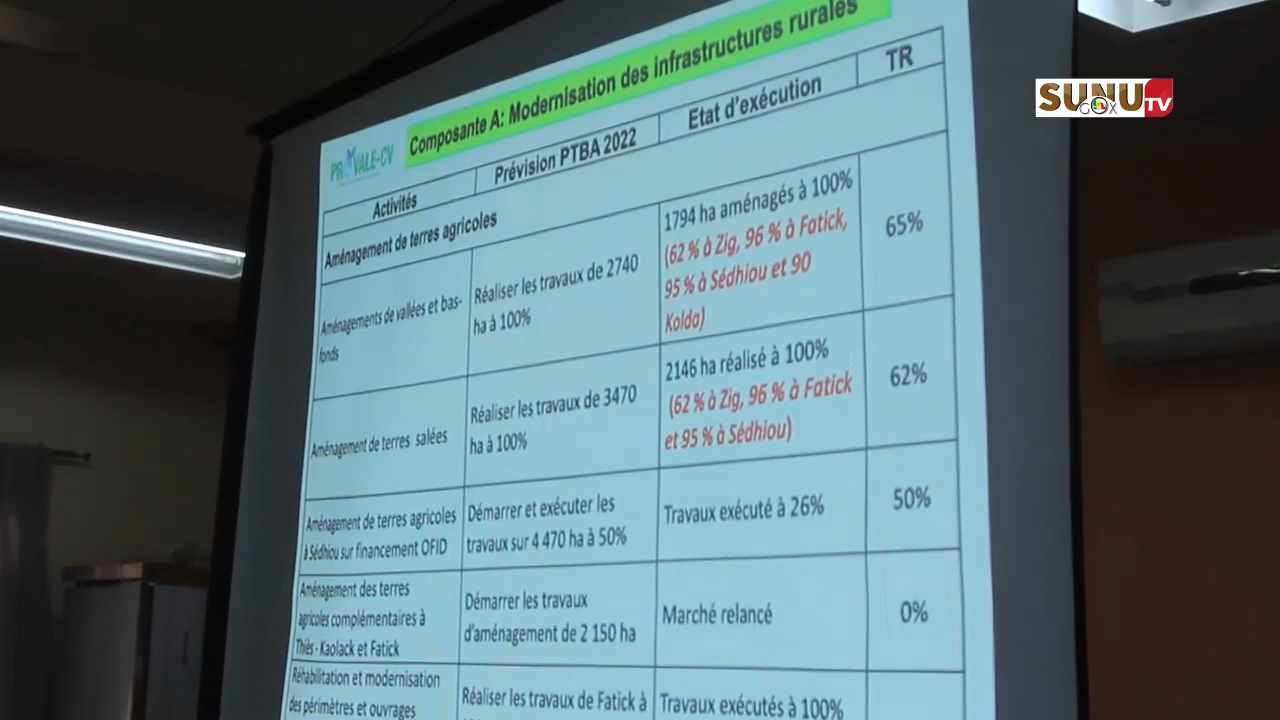 Composante A: Modernisation des infrastructures rurales
SUNU
GOX
TV
PROVALE-CV
Activités
Prévision PTBA 2022
Etat d'exécution
TR
Aménagement de terres agricoles
Aménagements de vallées et bas-
fonds
Réaliser les travaux de 2740
ha à 100%
1794 ha aménagés à 100%
(62 % à Zig, 96 % à Fatick,
95 % à Sédhiou et 90
Kolda)
65%
Aménagement de terres salées
Réaliser les travaux de 3470
ha à 100%
2146 ha réalisé à 100%
(62 % à Zig, 96 % à Fatick
et 95 % à Sédhiou)
62%
Aménagement de terres agricoles
à Sédhiou sur financement OFID
Démarrer et exécuter les
travaux sur 4 470 ha à 50%
Travaux exécuté à 26%
50%
Aménagement des terres
agricoles complémentaires à
Thiès - Kaolack et Fatick
Démarrer les travaux
d'aménagement de 2 150 ha
Marché relancé
0%
Réhabilitation et modernisation
des périmètres et ouvrages
Réaliser les travaux de Fatick à
Travaux exécutés à 100%